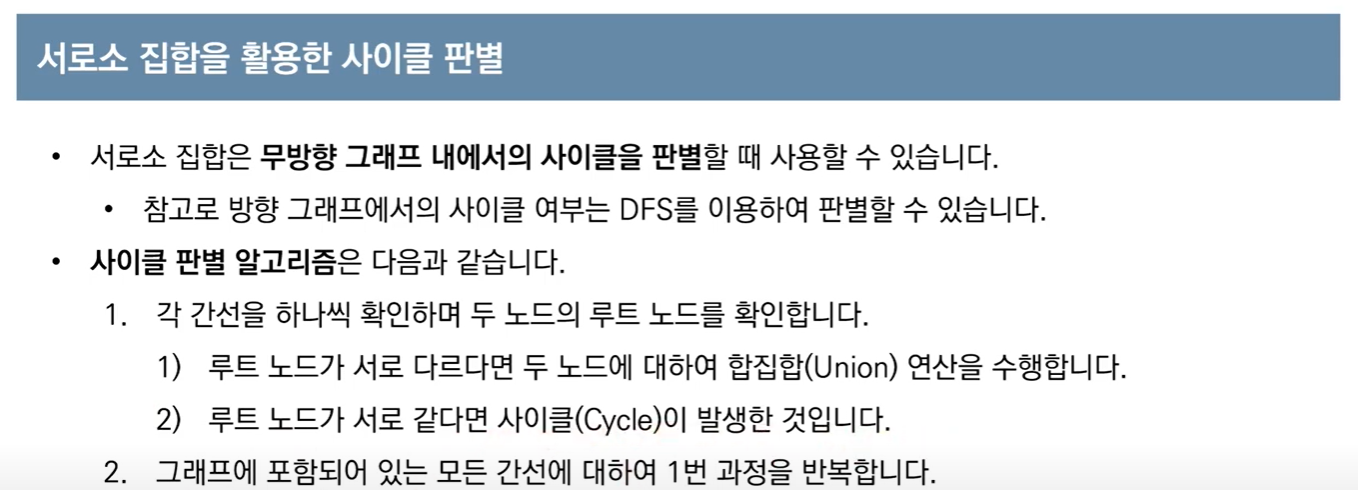 서로소 집합을 활용한 사이클 판별
• 서로소 집합은 무방향 그래프 내에서의 사이클을 판별할 때 사용할 수 있습니다.
• 참고로 방향 그래프에서의 사이클 여부는 DFS를 이용하여 판별할 수 있습니다.
• 사이클 판별 알고리즘은 다음과 같습니다.
1. 각 간선을 하나씩 확인하며 두 노드의 루트 노드를 확인합니다.
1) 루트 노드가 서로 다르다면 두 노드에 대하여 합집합(Union) 연산을 수행합니다.
2) 루트 노드가 서로 같다면 사이클(Cycle)이 발생한 것입니다.
2. 그래프에 포함되어 있는 모든 간선에 대하여 1번 과정을 반복합니다.